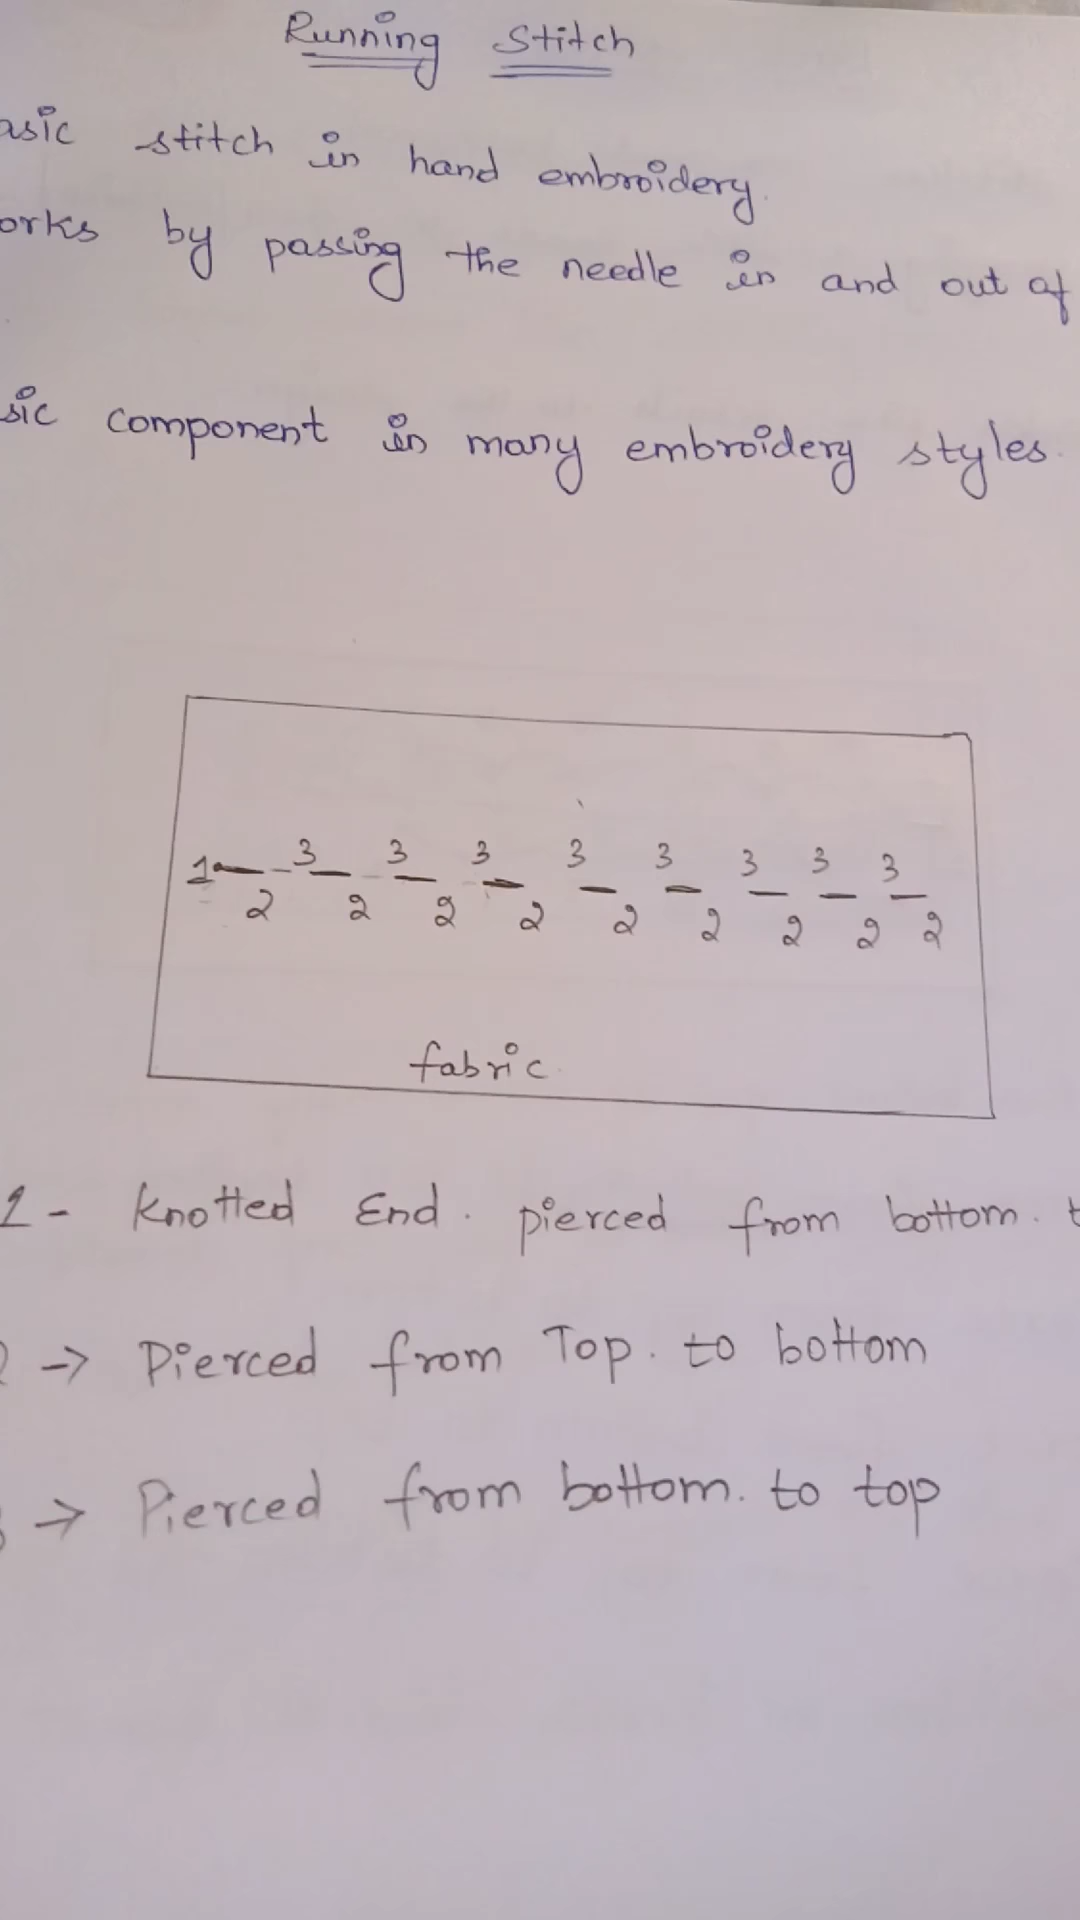 Running Stitch
asic stitch in hand embroidery.
orks by passing the needle in and out of
sic component in many embroidery styles.
1 3 3 3 3 3 3 3 3
2 2 2 2 2 2 2 2 2
fabric
1 - Knotted End. pierced from bottom. t
2 → Pierced from Top. to bottom
3 → Pierced from bottom. to top